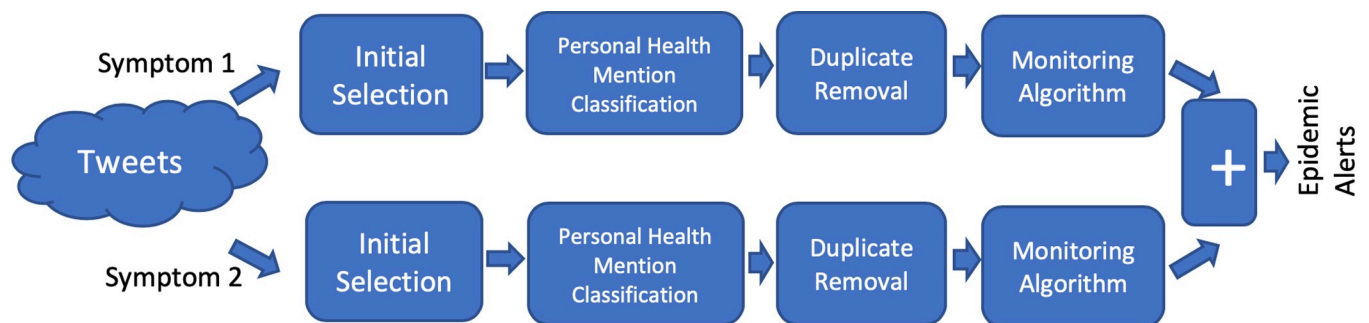 Symptom 1
Initial
Selection
Personal Health
Mention
Classification
Duplicate
Removal
Monitoring
Algorithm
Tweets
+
Epidemic
Alerts
Symptom 2
Initial
Selection
Personal Health
Mention
Classification
Duplicate
Removal
Monitoring
Algorithm